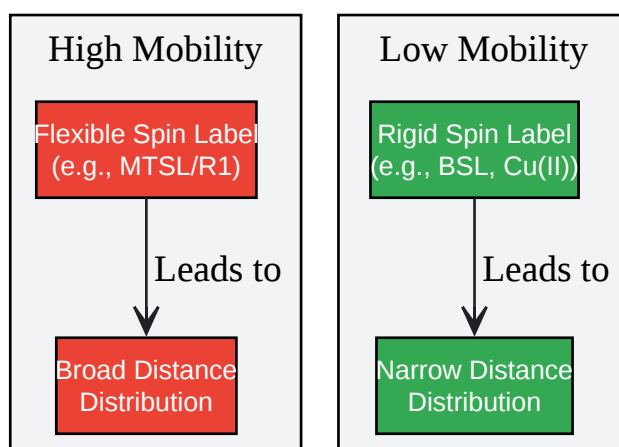 High Mobility
Flexible Spin Label
(e.g., MTSL/R1)
Leads to
Broad Distance
Distribution
Low Mobility
Rigid Spin Label
(e.g., BSL, Cu(II))
Leads to
Narrow Distance
Distribution